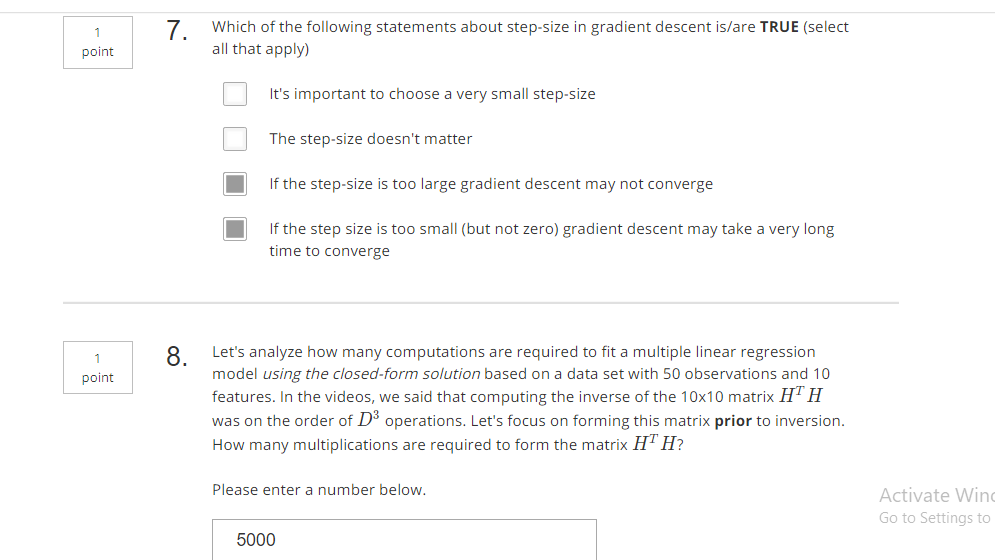 1
point
7.
Which of the following statements about step-size in gradient descent is/are TRUE (select
all that apply)
It's important to choose a very small step-size
The step-size doesn't matter
If the step-size is too large gradient descent may not converge
If the step size is too small (but not zero) gradient descent may take a very long
time to converge
1
point
8.
Let's analyze how many computations are required to fit a multiple linear regression
model using the closed-form solution based on a data set with 50 observations and 10
features. In the videos, we said that computing the inverse of the 10x10 matrix Hᵀ H
was on the order of D³ operations. Let's focus on forming this matrix prior to inversion.
How many multiplications are required to form the matrix Hᵀ H?
Please enter a number below.
5000
Activate Winc
Go to Settings to